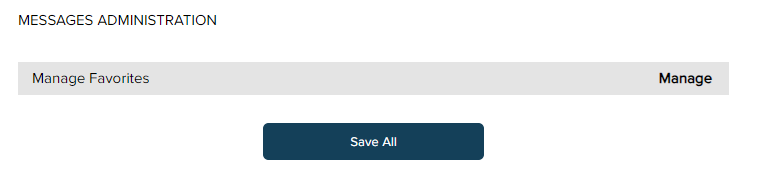 MESSAGES ADMINISTRATION
Manage Favorites Manage
Save All